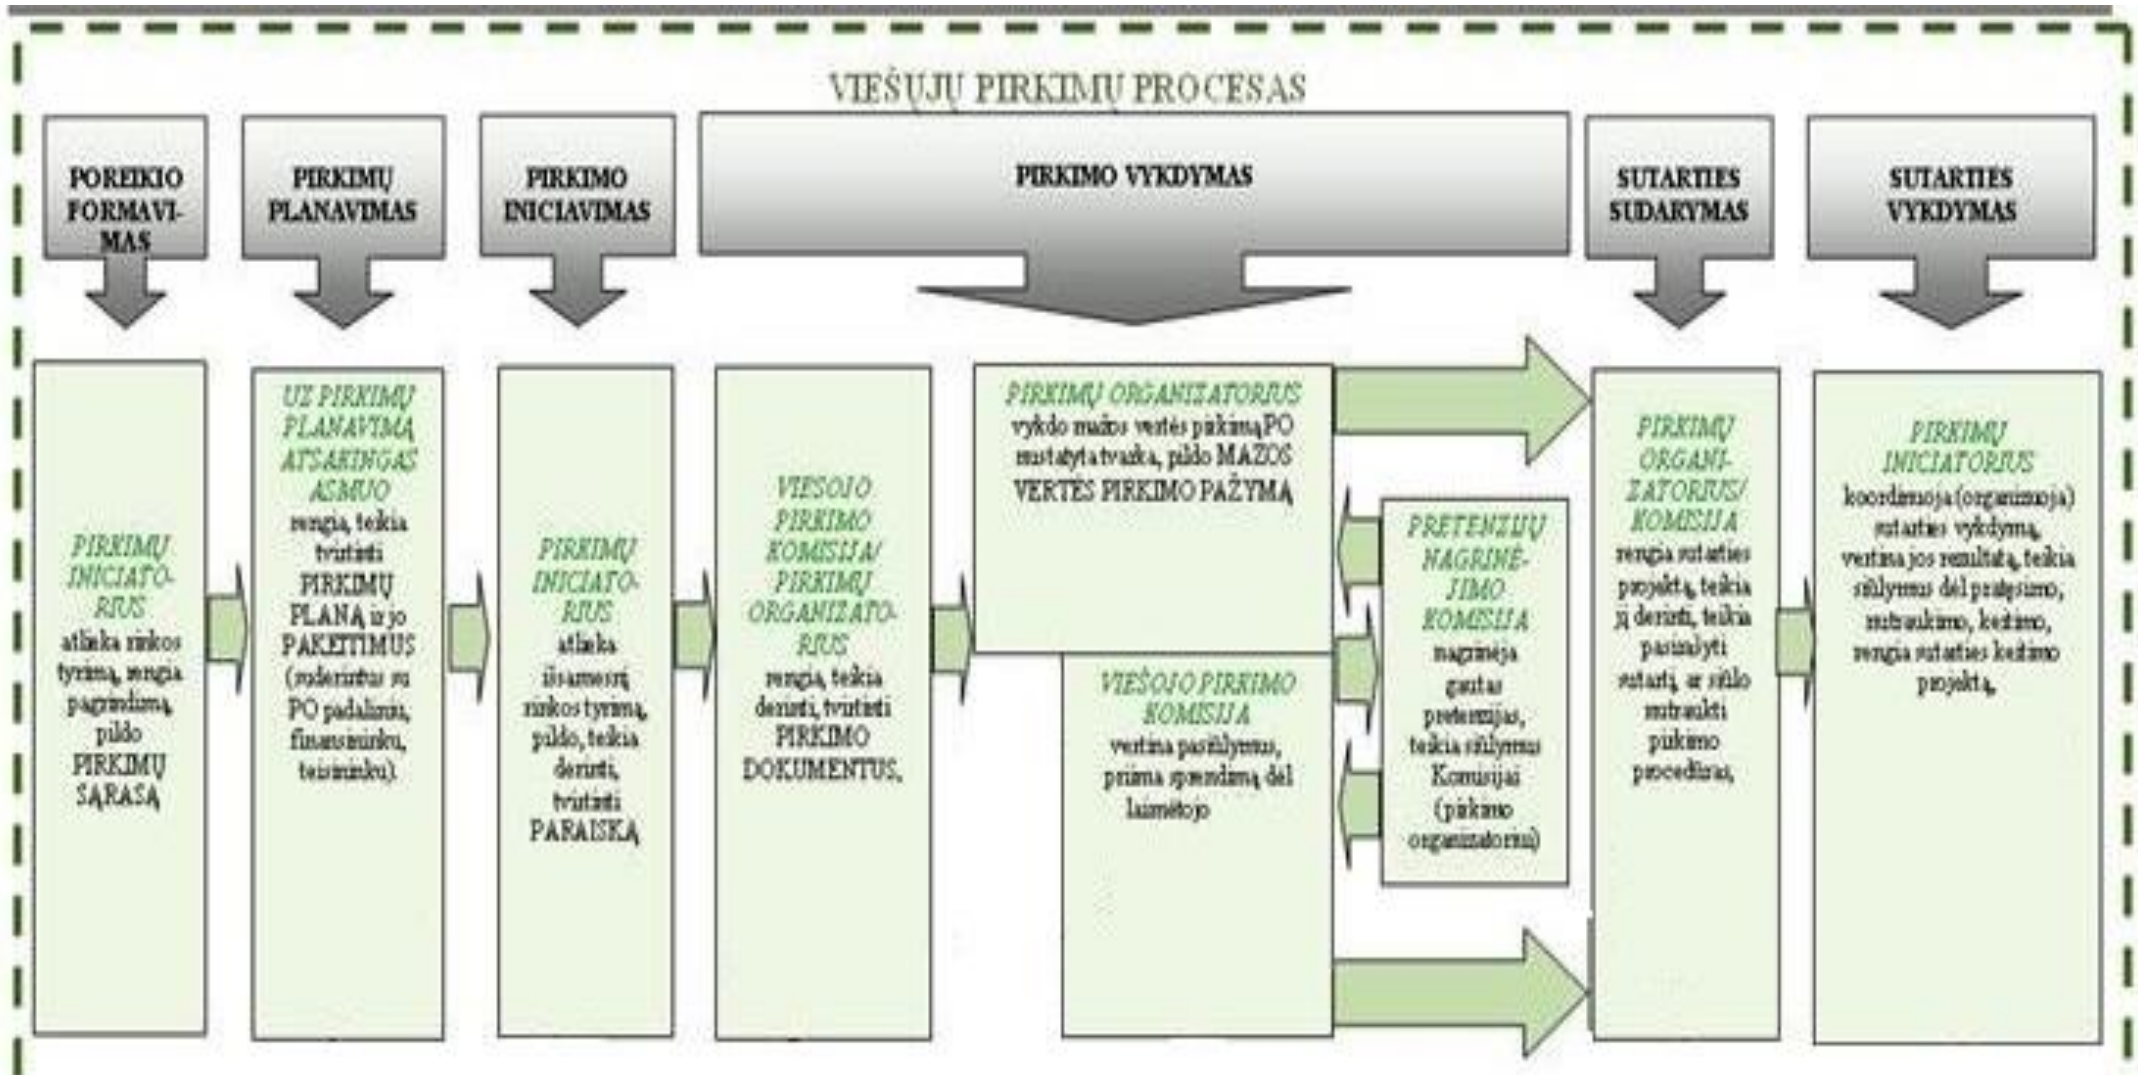 VIEŠŲJŲ PIRKIMŲ PROCESAS
POREIKIO
FORMAVI-
MAS
PIRKIMŲ
PLANAVIMAS
PIRKIMO
INICIAVIMAS
PIRKIMO VYKDYMAS
SUTARTIES
SUDARYMAS
SUTARTIES
VYKDYMAS
PIRKIMŲ
INICIATO-
RIUS
atlieka rinkos
tyrimą, rengia
pagrindimą,
pildo
PIRKIMŲ
SĄRAŠĄ
UŽ PIRKIMŲ
PLANAVIMĄ
ATSAKINGAS
ASMUO
rengia, teikia
tvirtinti
PIRKIMŲ
PLANĄ ir jo
PAKEITIMUS
(suderintus su
PO padaliniu,
finansininku,
teisininku)
PIRKIMŲ
INICIATO-
RIUS
atlieka
išsamesnį
rinkos tyrimą,
pildo, teikia
derinti,
tvirtinti
PARAIŠKĄ
VIEŠOJO
PIRKIMO
KOMISIJA/
PIRKIMŲ
ORGANIZATO-
RIUS
rengia, teikia
derinti, tvirtinti
PIRKIMO
DOKUMENTUS,
PIRKIMŲ ORGANIZATORIUS
vykdo mažos vertės pirkimą PO
nustatyta tvarka, pildo MAŽOS
VERTĖS PIRKIMO PAŽYMĄ
VIEŠOJO PIRKIMO
KOMISIJA
vertina pasiūlymus,
priima sprendimą dėl
laimėtojo
PRETENZIJŲ
NAGRINĖ-
JIMO
KOMISIJA
nagrinėja
gautas
pretenzijas,
teikia siūlymus
Komisijai
(pirkimo
organizatoriui)
PIRKIMŲ
ORGANI-
ZATORIUS/
KOMISIJA
rengia sutarties
projektą, teikia
jį derinti, teikia
pasirašyti
sutartį, ar siūlo
nutraukti
pirkimo
procedūras,
PIRKIMŲ
INICIATORIUS
koordinuoja (organizuoja)
sutarties vykdymą,
vertina jos rezultatą, teikia
siūlymus dėl pratęsimo,
nutraukimo, keitimo,
rengia sutarties keitimo
projektą,